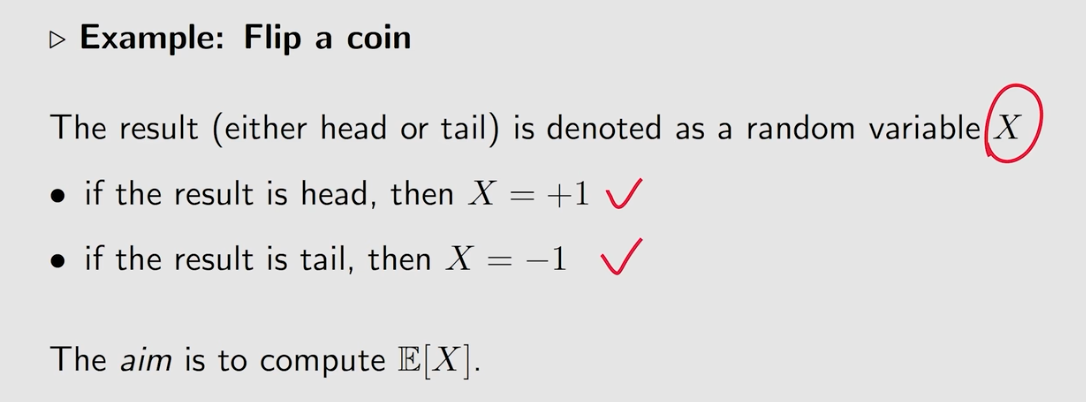 ▷ Example: Flip a coin
The result (either head or tail) is denoted as a random variable X
• if the result is head, then X = +1 ✓
• if the result is tail, then X = −1 ✓
The aim is to compute 𝔼[X].